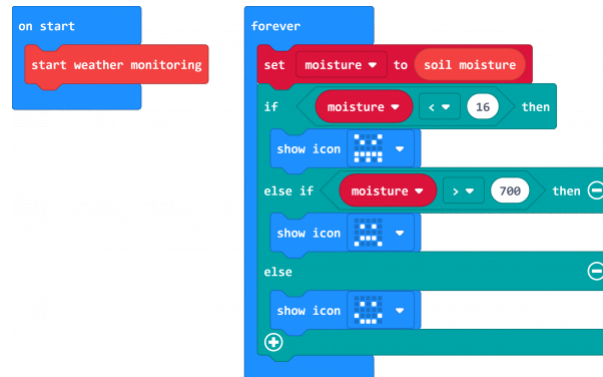 on start
start weather monitoring
forever
set moisture to soil moisture
if moisture < 16 then
show icon
else if moisture > 700 then
show icon
else
show icon